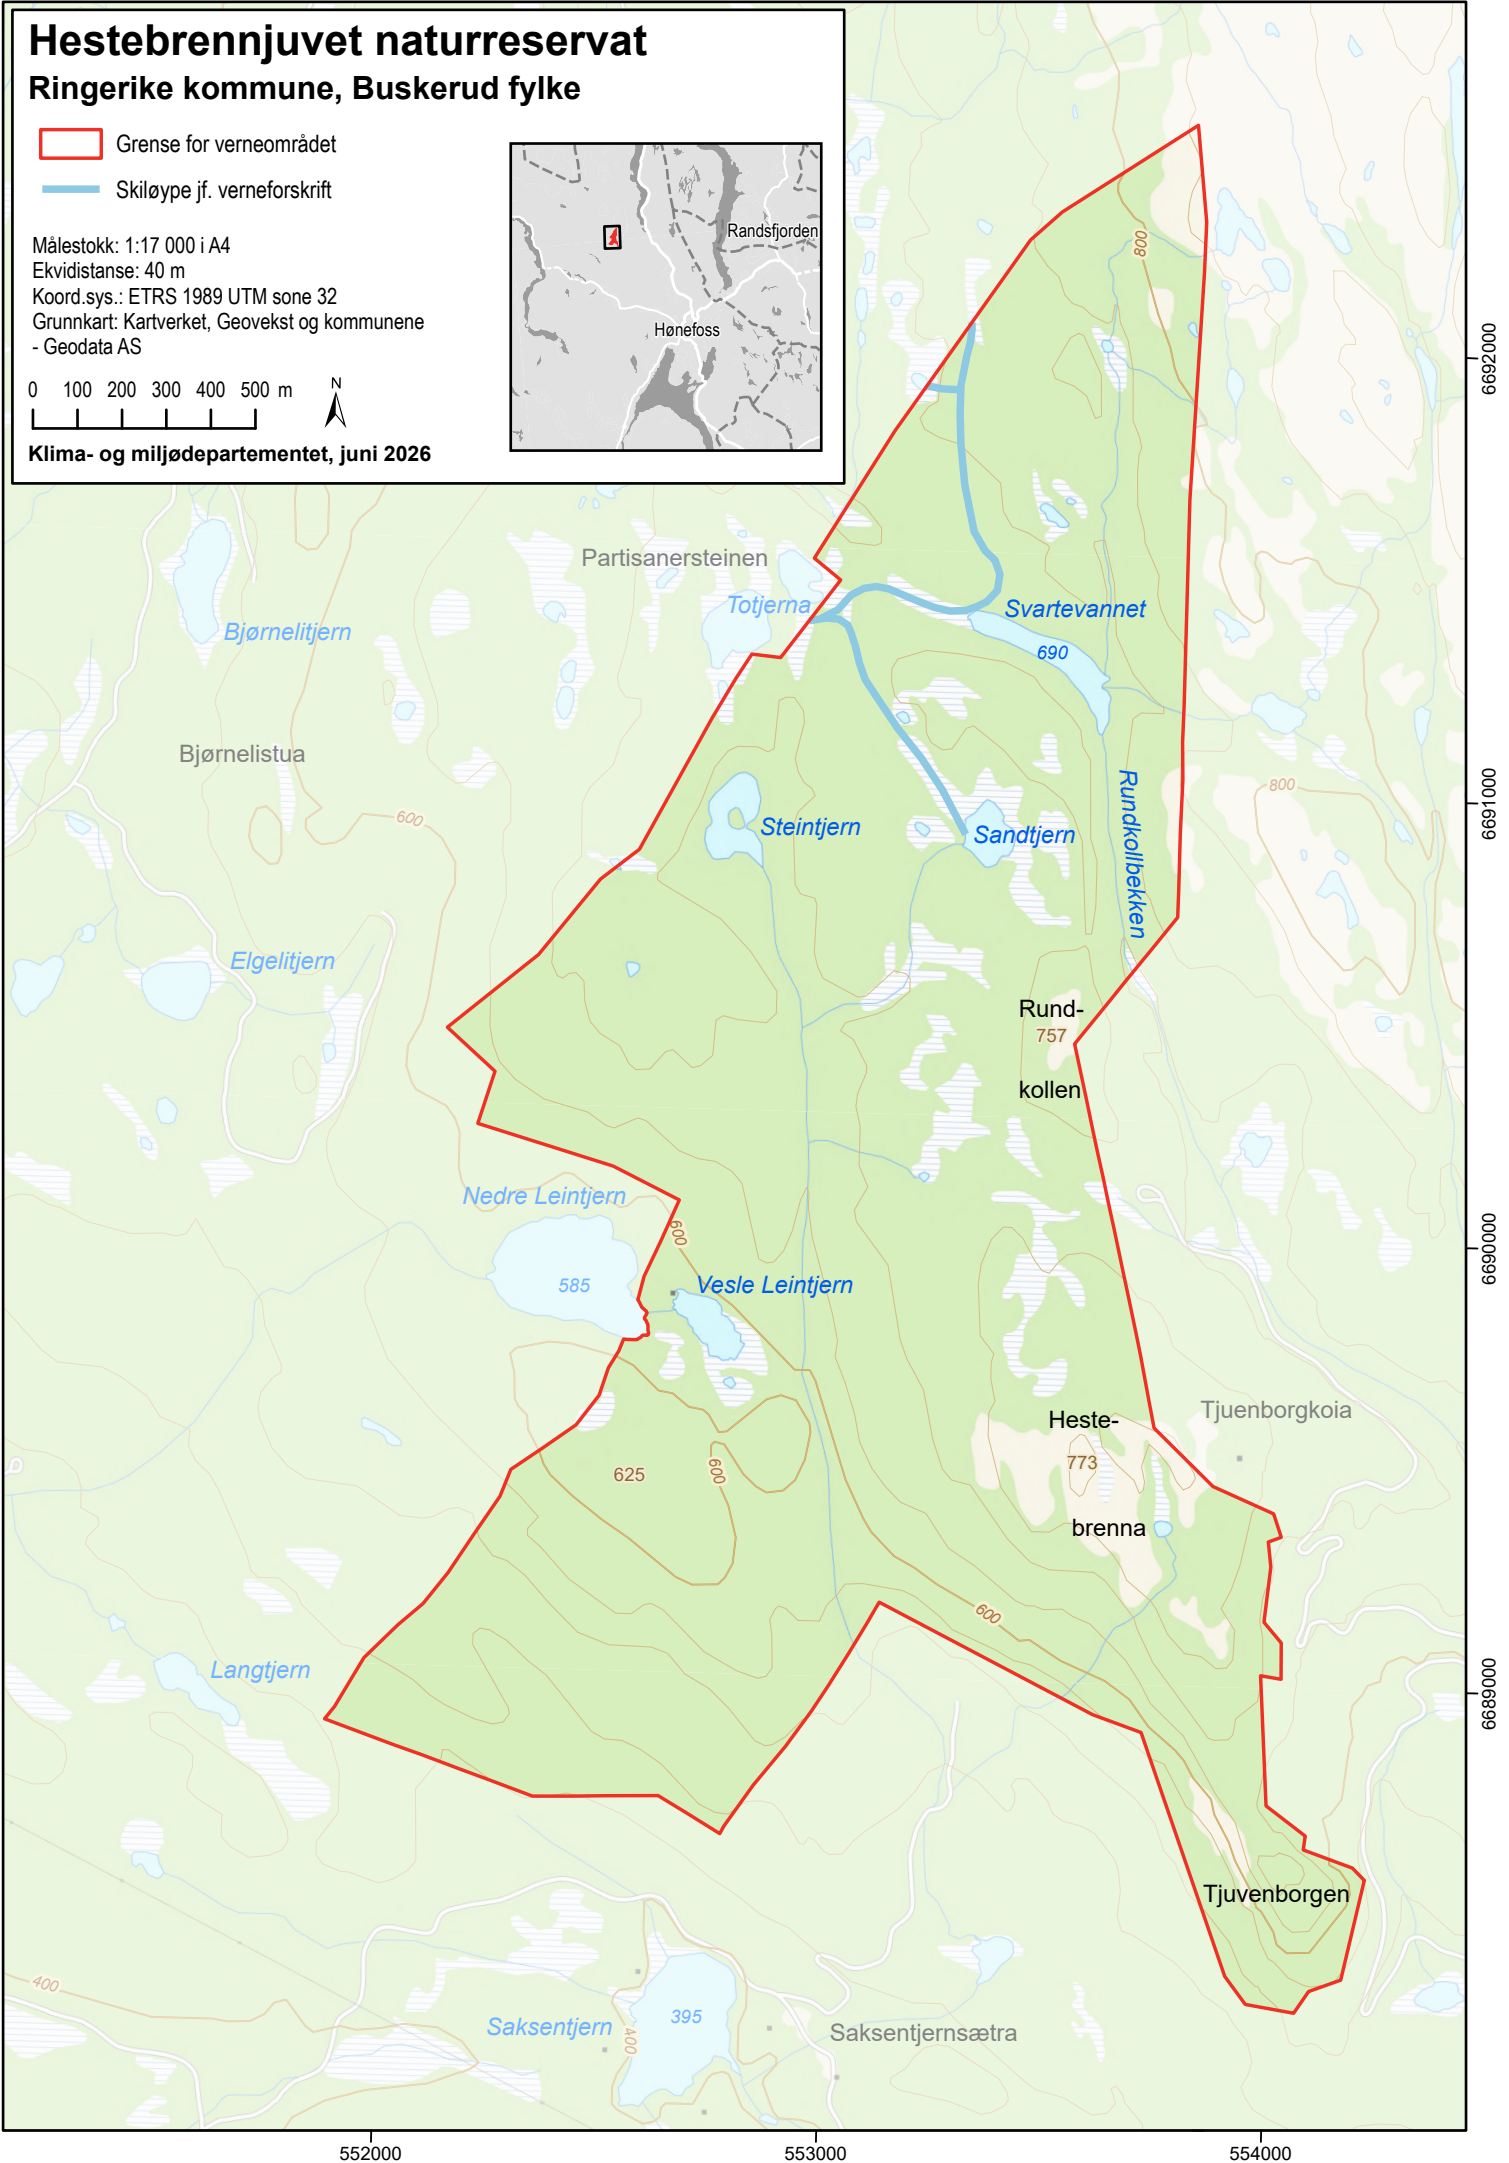 Hestebrennjuvet naturreservat
Ringerike kommune, Buskerud fylke
Grense for verneområdet
Skiløype jf. verneforskrift
Målestokk: 1:17 000 i A4
Ekvidistanse: 40 m
Koord.sys.: ETRS 1989 UTM sone 32
Grunnkart: Kartverket, Geovekst og kommunene
- Geodata AS
0 100 200 300 400 500 m
N
Klima- og miljødepartementet, juni 2026
Randsfjorden
Hønefoss
800
6692000
Partisanersteinen
Totjerna
Svartevannet
690
Bjørnelitjern
Bjørnelistua
600
800
6691000
Steintjern
Sandtjern
Rundkollbekken
Elgelitjern
Rund-
757
kollen
Nedre Leintjern
600
585
Vesle Leintjern
6690000
Heste-
773
brenna
Tjuenborgkoia
625
600
600
Langtjern
6689000
Tjuvenborgen
400
Saksentjern
395
400
Saksentjernsætra
552000
553000
554000